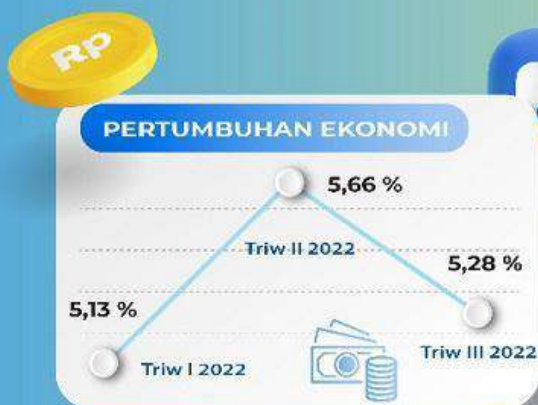 Rp
PERTUMBUHAN EKONOMI
5,66 %
Triw II 2022
5,28 %
5,13 %
Triw III 2022
Triw I 2022